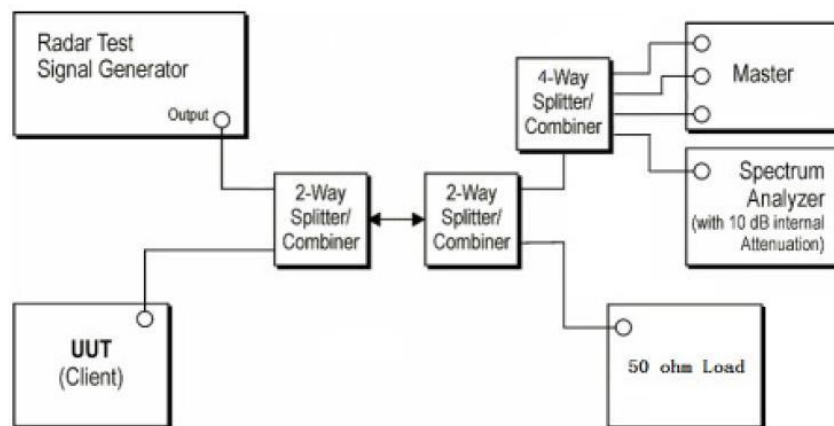 Radar Test
Signal Generator
Output
4-Way
Splitter/
Combiner
Master
2-Way
Splitter/
Combiner
2-Way
Splitter/
Combiner
Spectrum
Analyzer
(with 10 dB internal
Attenuation)
UUT
(Client)
50 ohm Load